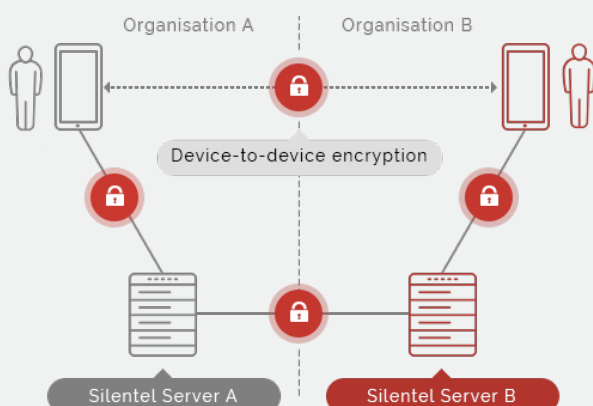 Organisation A
Organisation B
Device-to-device encryption
Silentel Server A
Silentel Server B